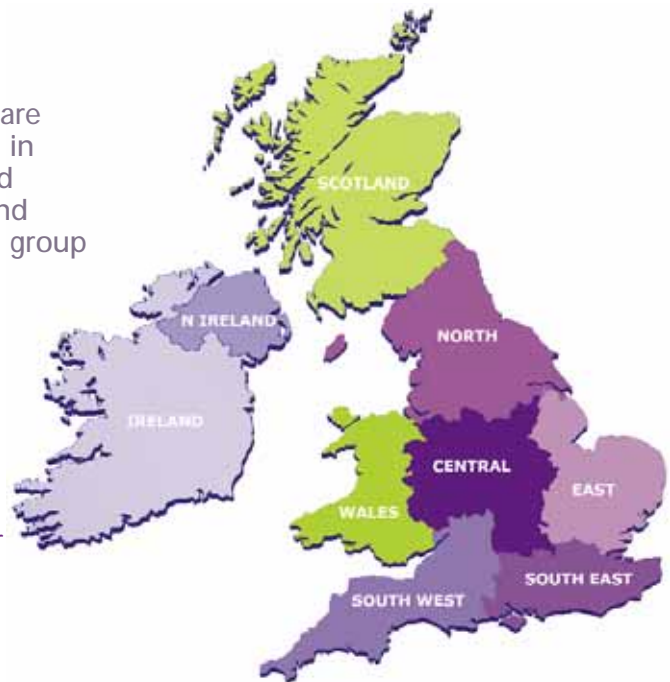 are
in
d
nd
group
SCOTLAND
N IRELAND
NORTH
IRELAND
CENTRAL
EAST
WALES
SOUTH EAST
SOUTH WEST